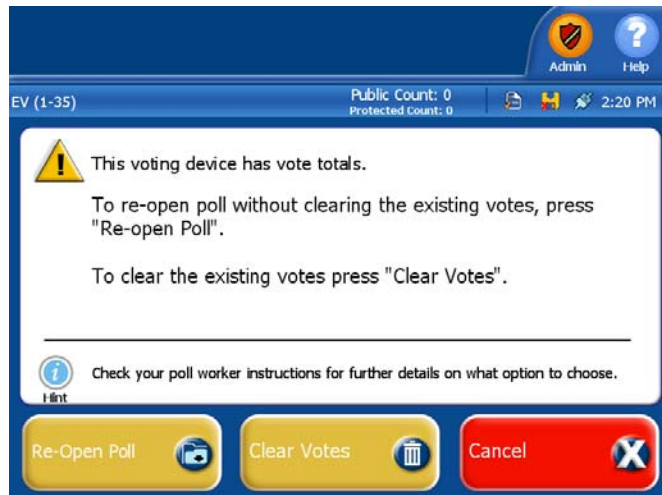 Admin Help
EV (1-35) Public Count: 0 2:20 PM
Protected Count: 0
This voting device has vote totals.
To re-open poll without clearing the existing votes, press
"Re-open Poll".
To clear the existing votes press "Clear Votes".
Check your poll worker instructions for further details on what option to choose.
Hint
Re-Open Poll Clear Votes Cancel